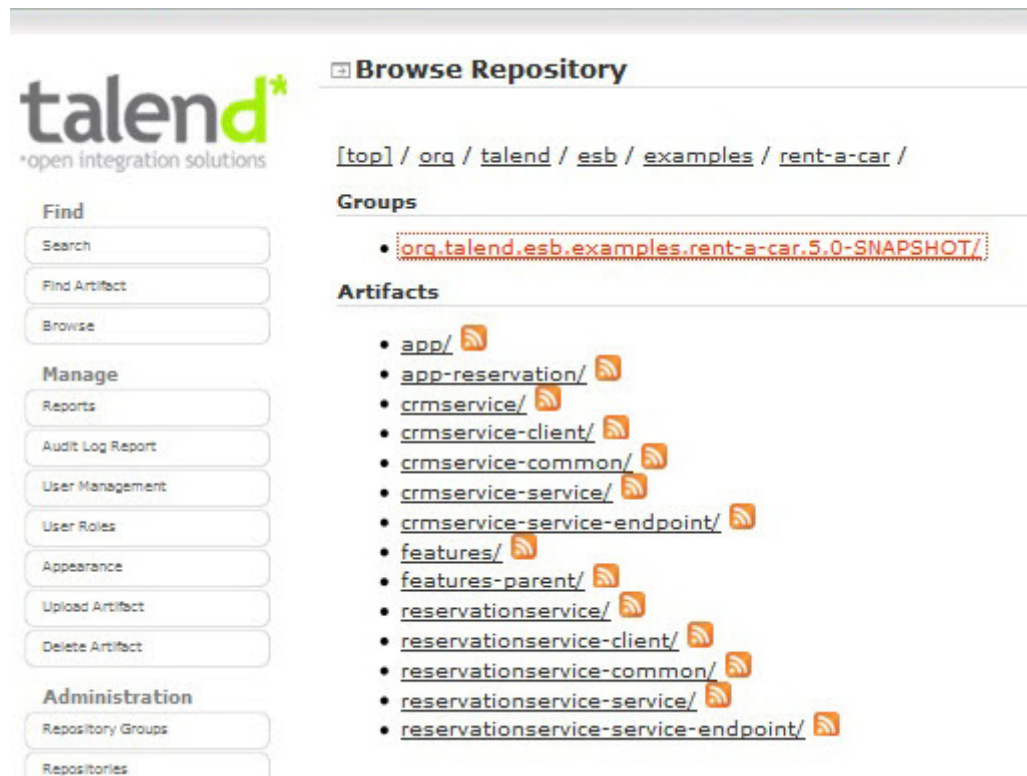 talend*
*open integration solutions
Find
Search
Find Artifact
Browse
Manage
Reports
Audit Log Report
User Management
User Roles
Appearance
Upload Artifact
Delete Artifact
Administration
Repository Groups
Repositories
Browse Repository
[top] / org / talend / esb / examples / rent-a-car /
Groups
• org.talend.esb.examples.rent-a-car.5.0-SNAPSHOT/
Artifacts
• app/
• app-reservation/
• crmservice/
• crmservice-client/
• crmservice-common/
• crmservice-service/
• crmservice-service-endpoint/
• features/
• features-parent/
• reservationservice/
• reservationservice-client/
• reservationservice-common/
• reservationservice-service/
• reservationservice-service-endpoint/